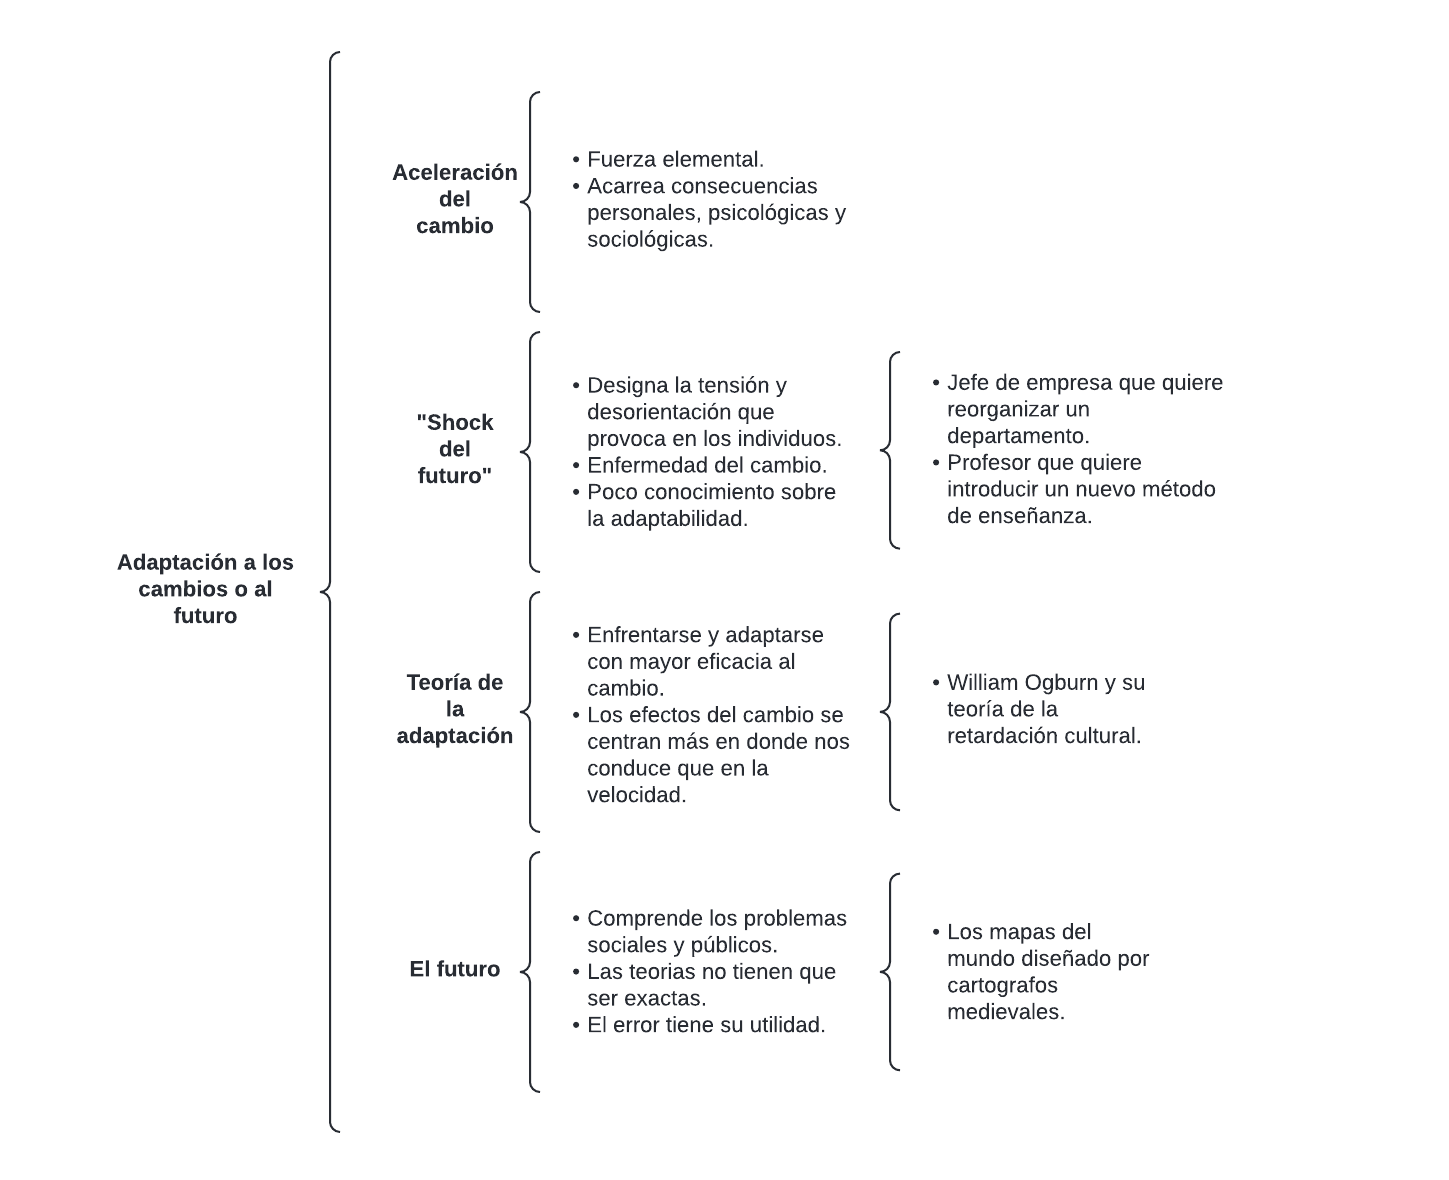 Adaptación a los
cambios o al
futuro
Aceleración
del
cambio
• Fuerza elemental.
• Acarrea consecuencias
personales, psicológicas y
sociológicas.
"Shock
del
futuro"
• Designa la tensión y
desorientación que
provoca en los individuos.
• Enfermedad del cambio.
• Poco conocimiento sobre
la adaptabilidad.
• Jefe de empresa que quiere
reorganizar un
departamento.
• Profesor que quiere
introducir un nuevo método
de enseñanza.
Teoría de
la
adaptación
• Enfrentarse y adaptarse
con mayor eficacia al
cambio.
• Los efectos del cambio se
centran más en donde nos
conduce que en la
velocidad.
• William Ogburn y su
teoría de la
retardación cultural.
El futuro
• Comprende los problemas
sociales y públicos.
• Las teorias no tienen que
ser exactas.
• El error tiene su utilidad.
• Los mapas del
mundo diseñado por
cartografos
medievales.